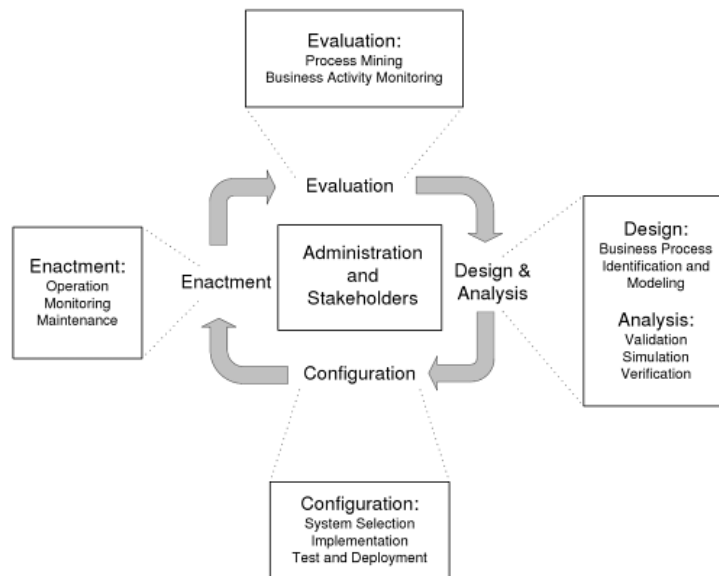 Evaluation:
Process Mining
Business Activity Monitoring
Evaluation
Enactment:
Operation
Monitoring
Maintenance
Enactment
Administration
and
Stakeholders
Design &
Analysis
Design:
Business Process
Identification and
Modeling
Analysis:
Validation
Simulation
Verification
Configuration
Configuration:
System Selection
Implementation
Test and Deployment